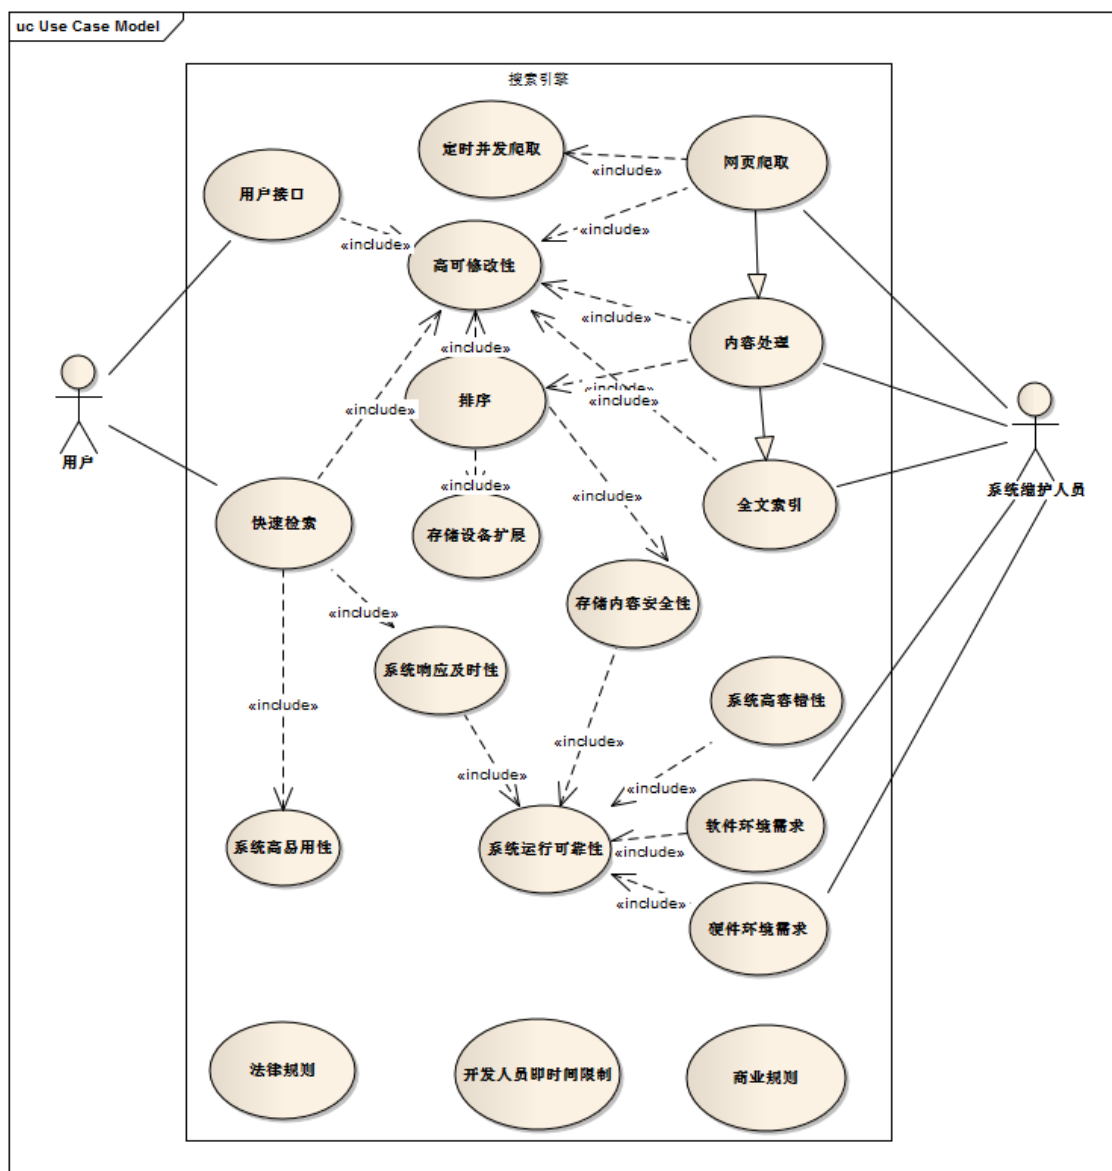 uc Use Case Model
搜索引擎
定时并发爬取
网页爬取
«include»
用户接口
«include»
«include»
高可修改性
«include»
内容处理
«include»
«include»
«include»
«include»
排序
用户
系统维护人员
快速检索
«include»
«include»
全文索引
存储设备扩展
存储内容安全性
«include»
系统响应及时性
系统高容错性
«include»
«include»
«include»
«include»
软件环境需求
系统高易用性
系统运行可靠性
«include»
«include»
硬件环境需求
法律规则
开发人员即时间限制
商业规则